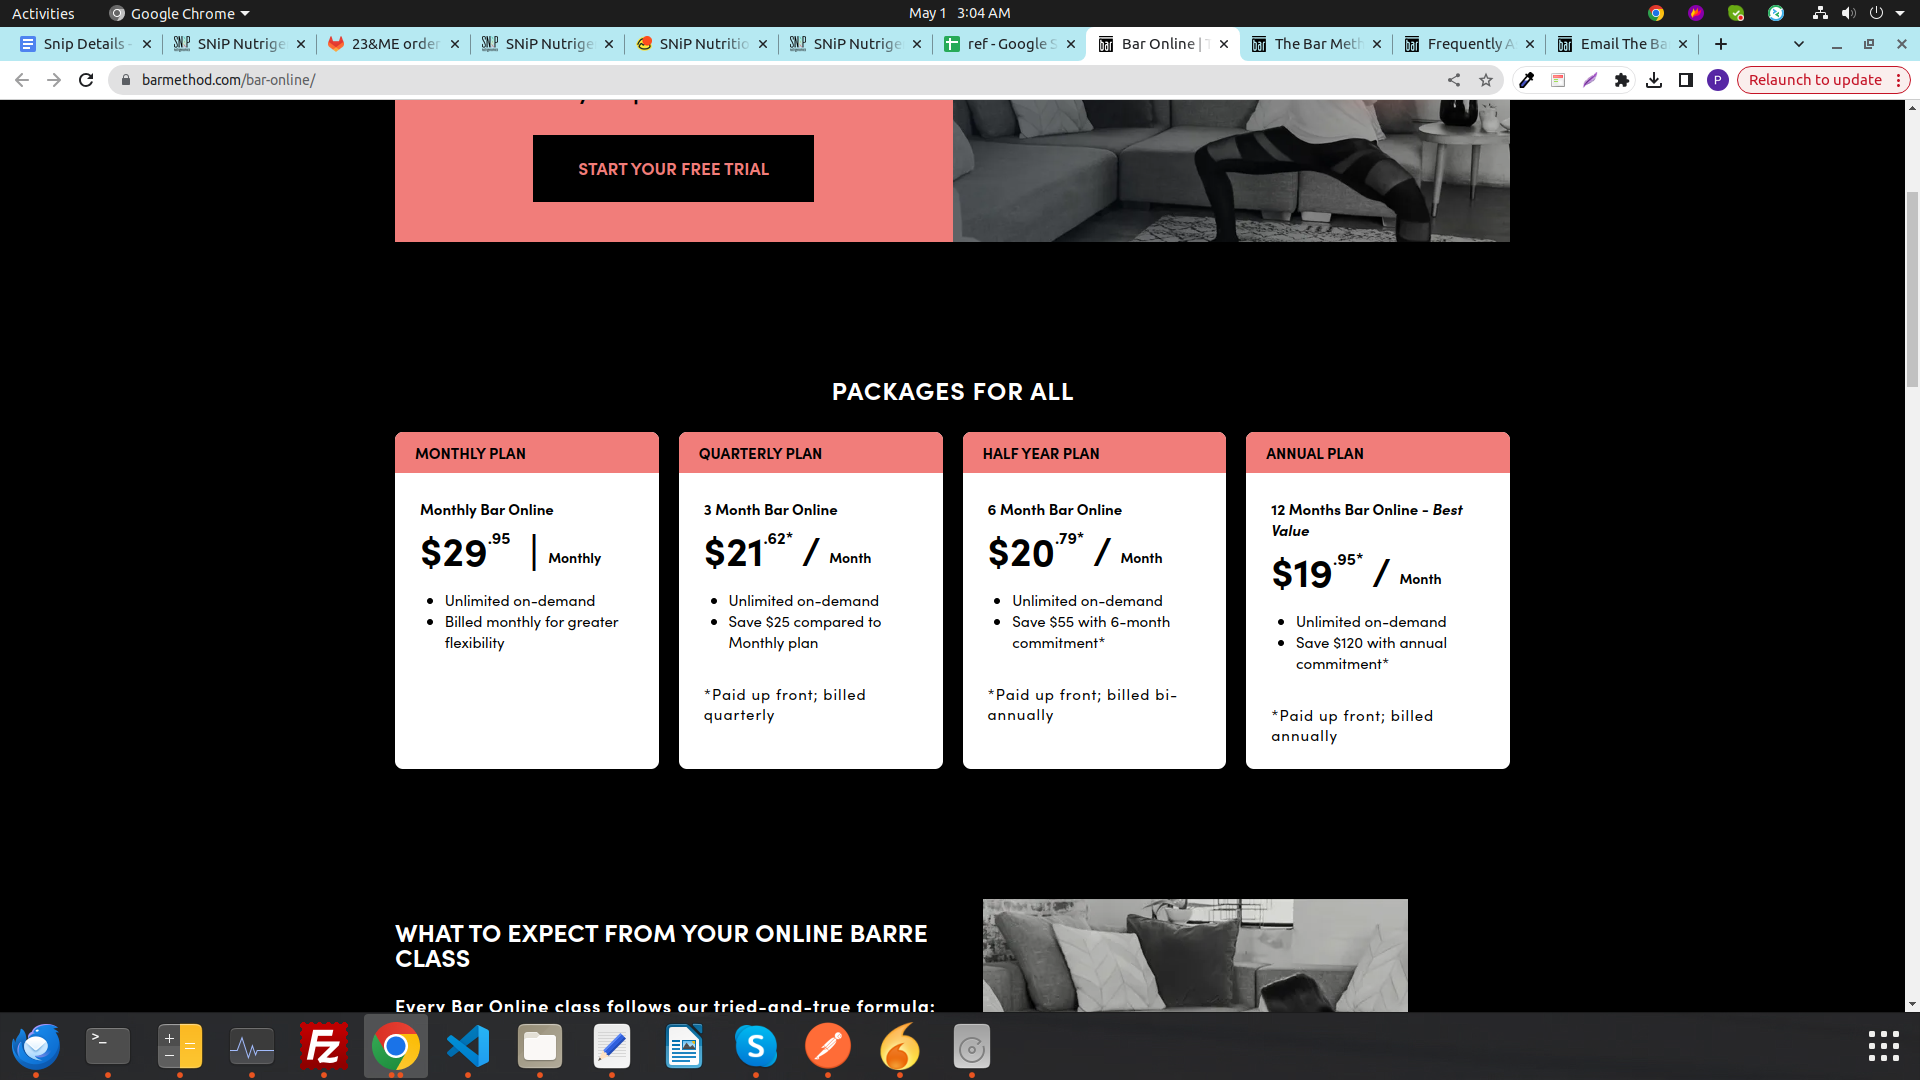 Activities
Google Chrome
May 1 3:04 AM
Snip Details -
SNiP Nutrige
23&ME order
SNiP Nutrige
SNiP Nutritio
SNiP Nutrige
ref - Google S
Bar Online | T
The Bar Meth
Frequently A
Email The Ba
barmethod.com/bar-online/
P
Relaunch to update
START YOUR FREE TRIAL
PACKAGES FOR ALL
MONTHLY PLAN
Monthly Bar Online
$29.95 | Monthly
Unlimited on-demand
Billed monthly for greater
flexibility
QUARTERLY PLAN
3 Month Bar Online
$21.62* / Month
Unlimited on-demand
Save $25 compared to
Monthly plan
*Paid up front; billed
quarterly
HALF YEAR PLAN
6 Month Bar Online
$20.79* / Month
Unlimited on-demand
Save $55 with 6-month
commitment*
*Paid up front; billed bi-
annually
ANNUAL PLAN
12 Months Bar Online - Best
Value
$19.95* / Month
Unlimited on-demand
Save $120 with annual
commitment*
*Paid up front; billed
annually
WHAT TO EXPECT FROM YOUR ONLINE BARRE
CLASS
Every Bar Online class follows our tried-and-true formula: